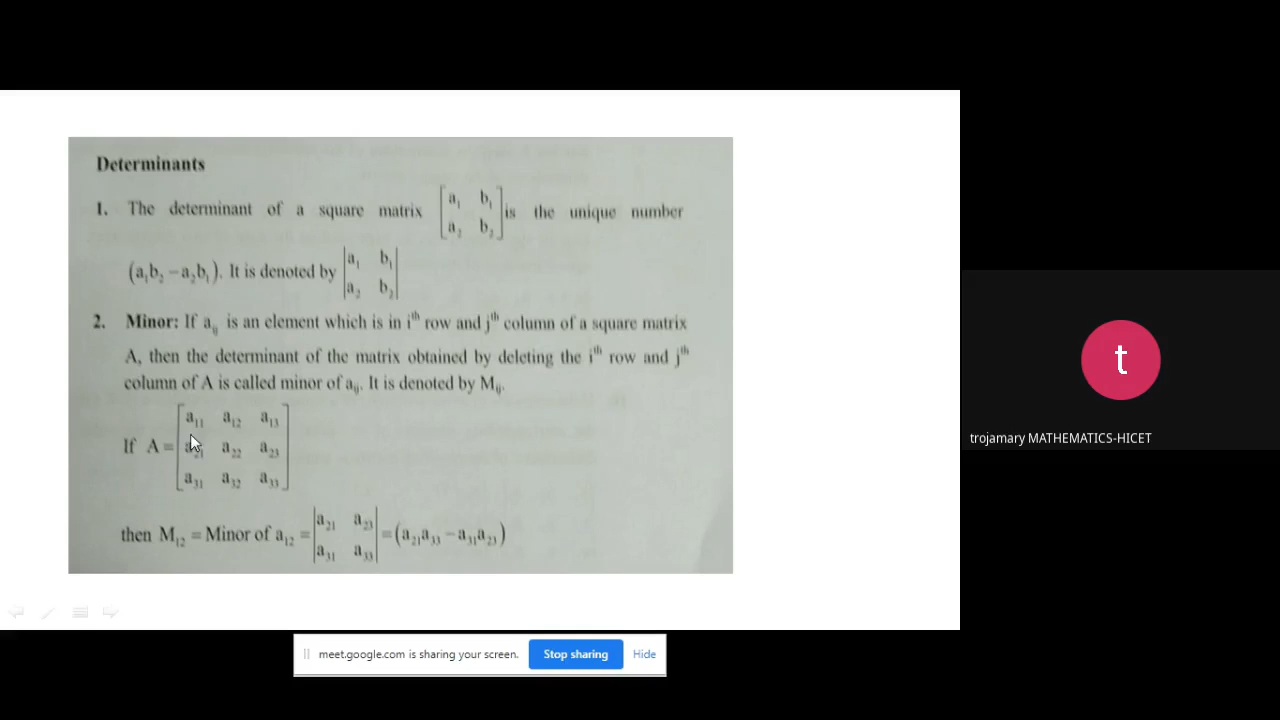 Determinants
1. The determinant of a square matrix [a₁ b₁ a₂ b₂] is the unique number
(a₁b₂ – a₂b₁). It is denoted by |a₁ b₁ a₂ b₂|
2. Minor: If aᵢⱼ is an element which is in iᵗʰ row and jᵗʰ column of a square matrix
A, then the determinant of the matrix obtained by deleting the iᵗʰ row and jᵗʰ
column of A is called minor of aᵢⱼ. It is denoted by Mᵢⱼ.
a₁₁ a₁₂ a₁₃
If A = a₂₁ a₂₂ a₂₃
a₃₁ a₃₂ a₃₃
then M₁₂ = Minor of a₁₂ = |a₂₁ a₂₃ a₃₁ a₃₃| = (a₂₁a₃₃ – a₃₁a₂₃)
t
trojamary MATHEMATICS-HICET
meet.google.com is sharing your screen. Stop sharing Hide